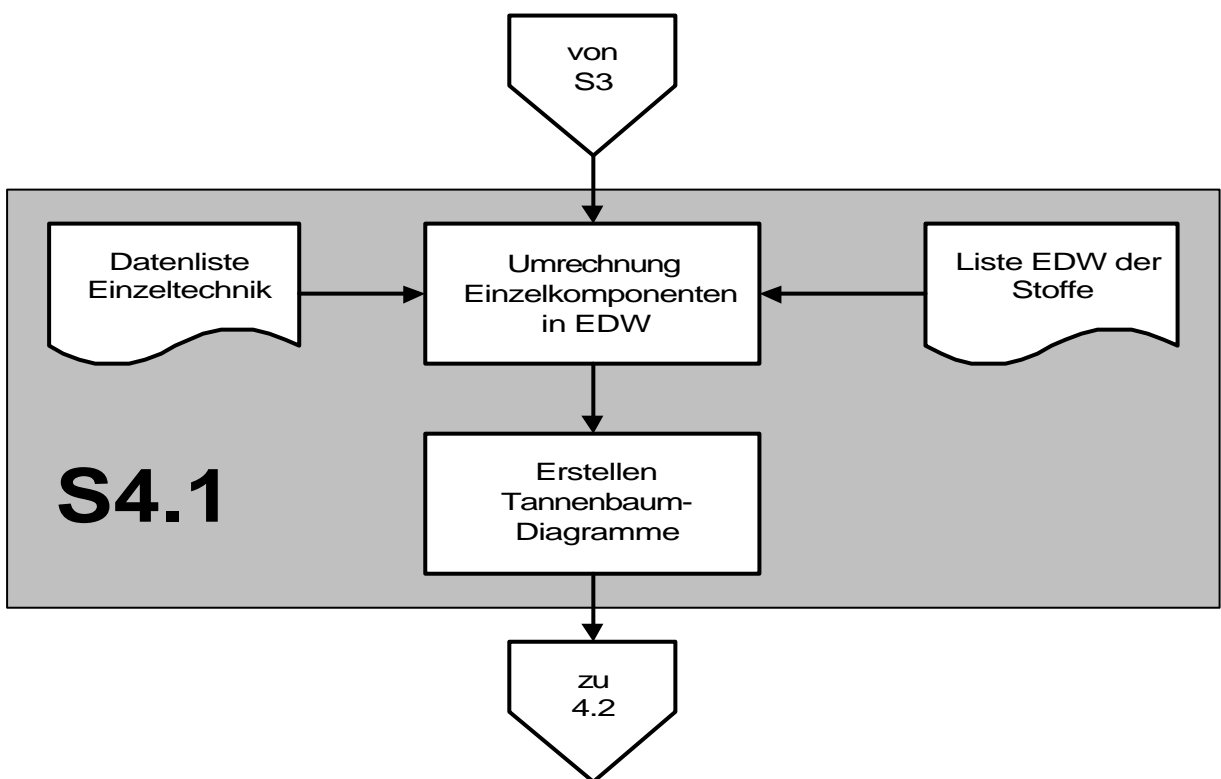 von
S3
Datenliste
Einzeltechnik
Umrechnung
Einzelkomponenten
in EDW
Liste EDW der
Stoffe
S4.1
Erstellen
Tannenbaum-
Diagramme
zu
4.2